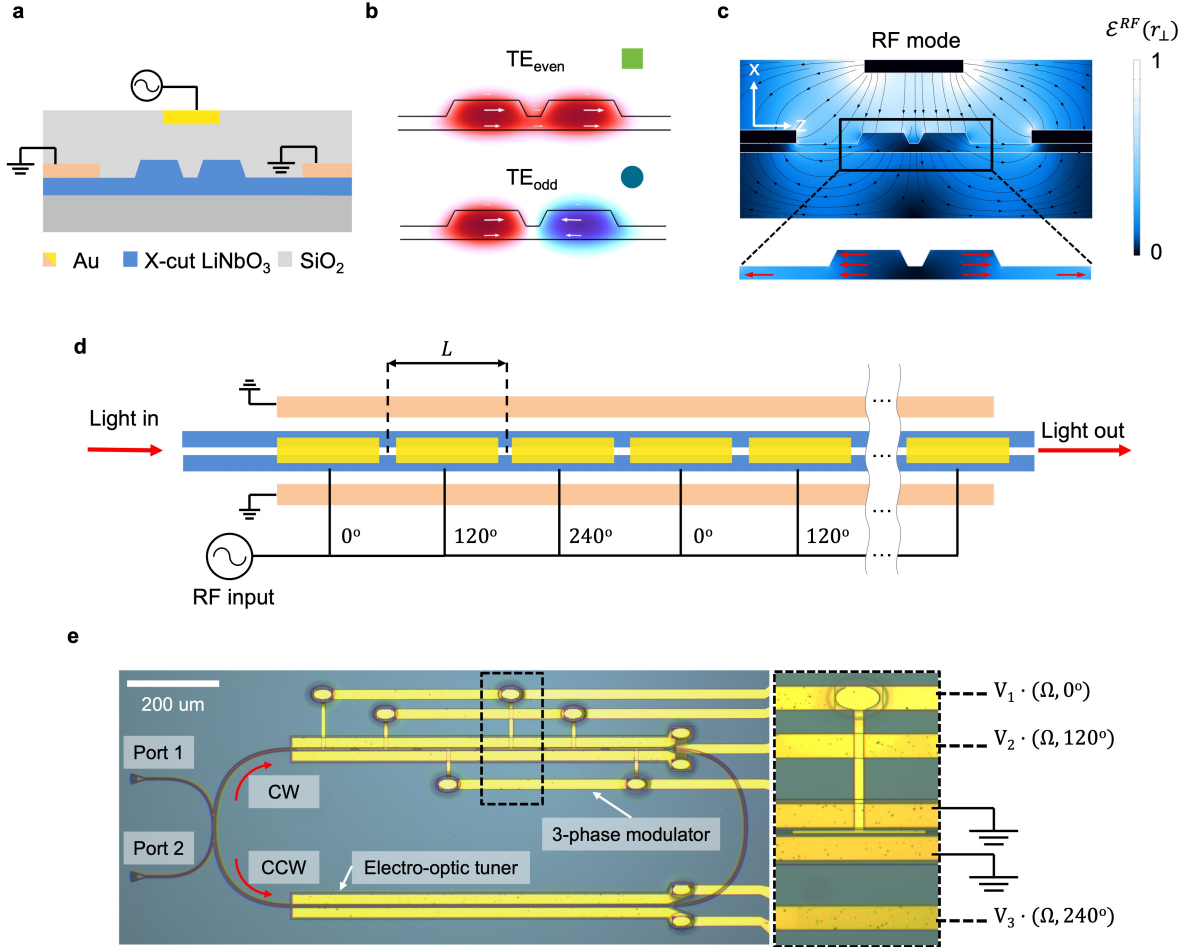 a
Au
X-cut LiNbO₃
SiO₂
b
TEeven
TEodd
c
RF mode
ℰ^RF(r⊥)
1
0
X
Z
d
L
Light in
Light out
...
...
...
0°
120°
240°
0°
120°
RF input
e
200 um
Port 1
Port 2
CW
CCW
3-phase modulator
Electro-optic tuner
V₁ · (Ω, 0°)
V₂ · (Ω, 120°)
V₃ · (Ω, 240°)